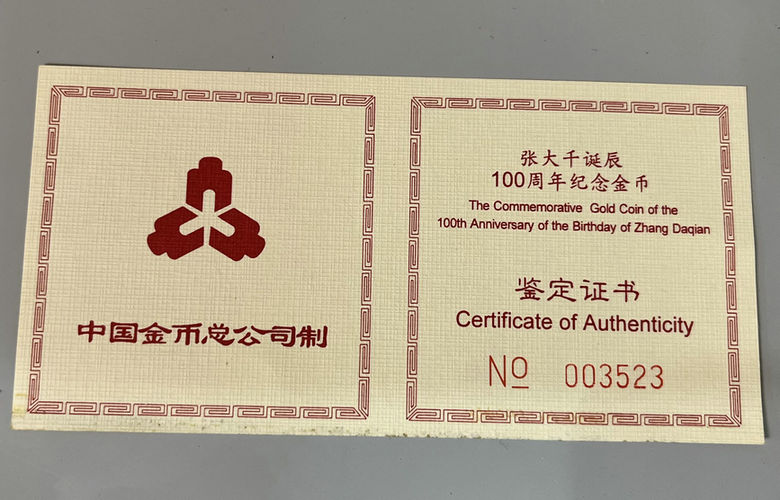 中国金币总公司制
张大千诞辰
100周年纪念金币
The Commemorative Gold Coin of the
100th Anniversary of the Birthday of Zhang Daqian
鉴定证书
Certificate of Authenticity
No 003523